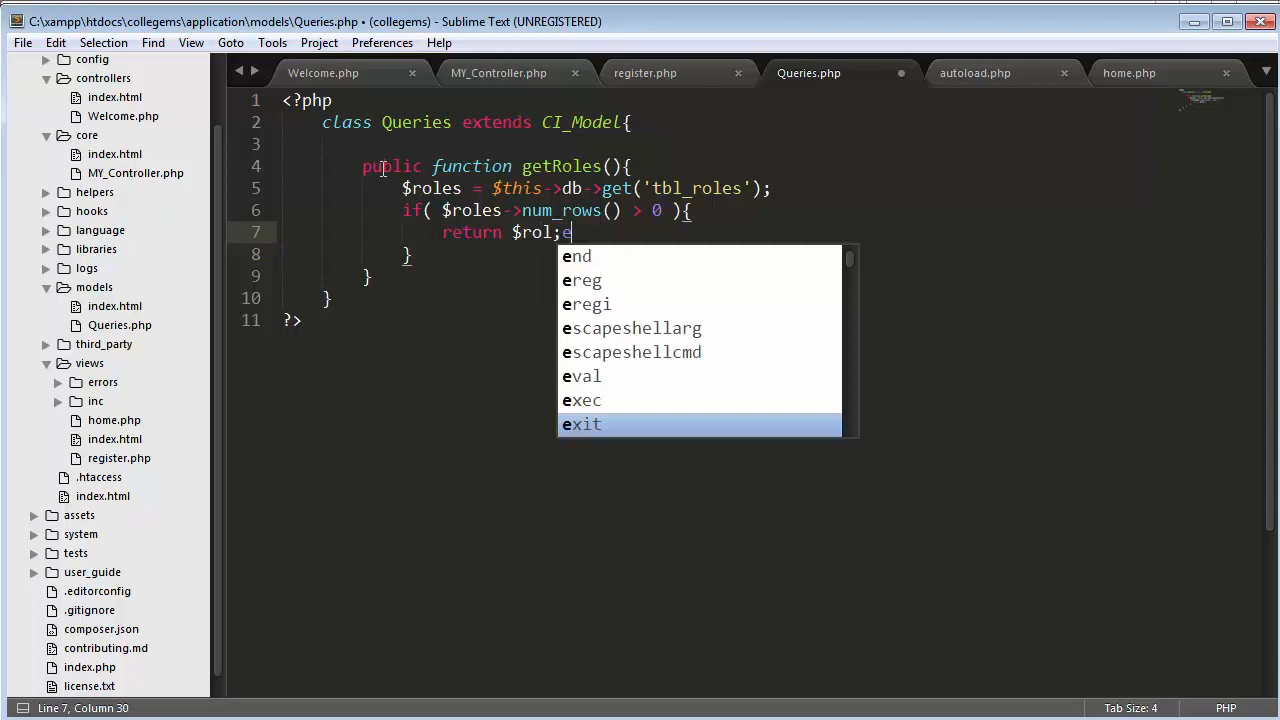 C:\xampp\htdocs\collegems\application\models\Queries.php • (collegems) - Sublime Text (UNREGISTERED)
File Edit Selection Find View Goto Tools Project Preferences Help
config
controllers
index.html
Welcome.php
core
index.html
MY_Controller.php
helpers
hooks
language
libraries
logs
models
index.html
Queries.php
third_party
views
errors
inc
home.php
index.html
register.php
.htaccess
index.html
assets
system
tests
user_guide
.editorconfig
.gitignore
composer.json
contributing.md
index.php
license.txt
Welcome.php × MY_Controller.php × register.php × Queries.php autoload.php × home.php ×
1 <?php
2 class Queries extends CI_Model{
3
4 public function getRoles(){
5 $roles = $this->db->get('tbl_roles');
6 if( $roles->num_rows() > 0 ){
7 return $rol;e
8 }
9 }
10 }
11 ?>
end
ereg
eregi
escapeshellarg
escapeshellcmd
eval
exec
exit
Line 7, Column 30 Tab Size: 4 PHP